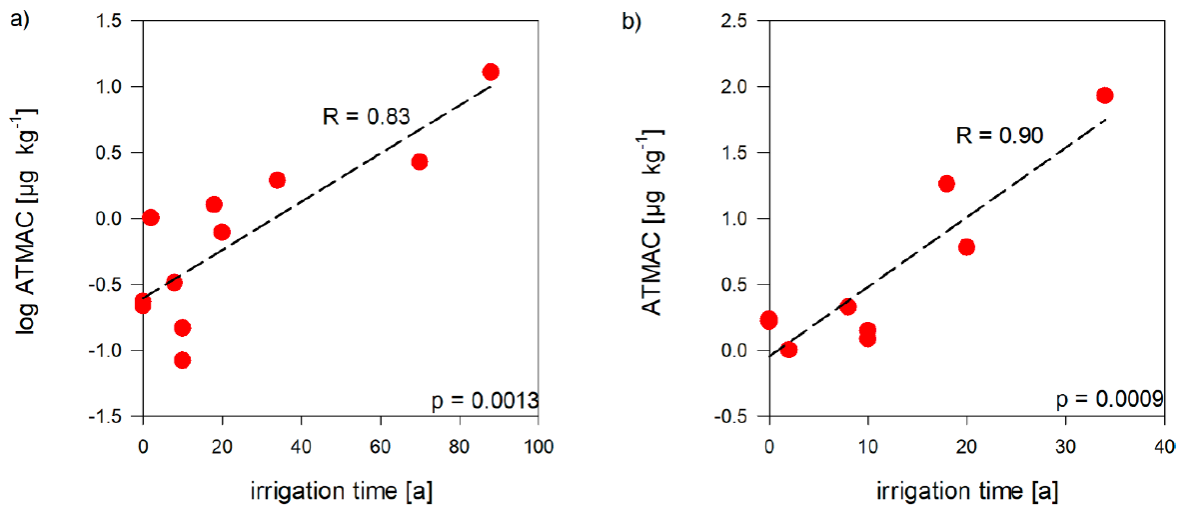 a)
log ATMAC [µg kg-1]
1.5
1.0
0.5
0.0
-0.5
-1.0
-1.5
R = 0.83
p = 0.0013
0 20 40 60 80 100
irrigation time [a]
b)
ATMAC [µg kg-1]
2.5
2.0
1.5
1.0
0.5
0.0
-0.5
R = 0.90
p = 0.0009
0 10 20 30 40
irrigation time [a]